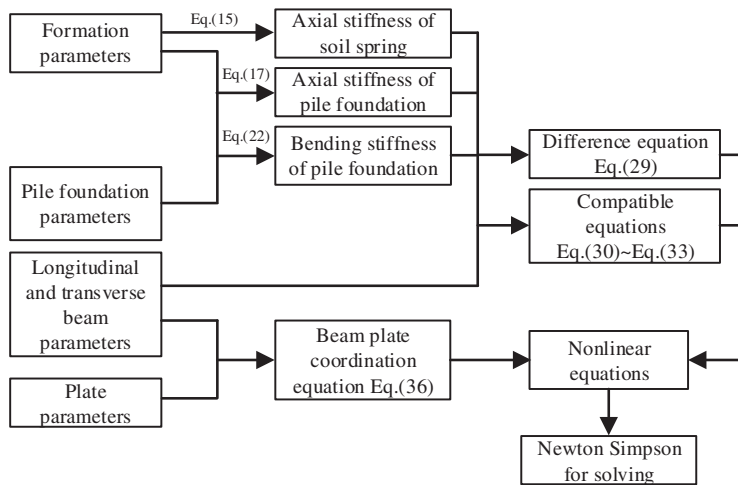 Formation
parameters
Eq.(15)
Axial stiffness of
soil spring
Eq.(17)
Axial stiffness of
pile foundation
Eq.(22)
Bending stiffness
of pile foundation
Pile foundation
parameters
Difference equation
Eq.(29)
Compatible
equations
Eq.(30)~Eq.(33)
Longitudinal
and transverse
beam
parameters
Plate
parameters
Beam plate
coordination
equation Eq.(36)
Nonlinear
equations
Newton Simpson
for solving